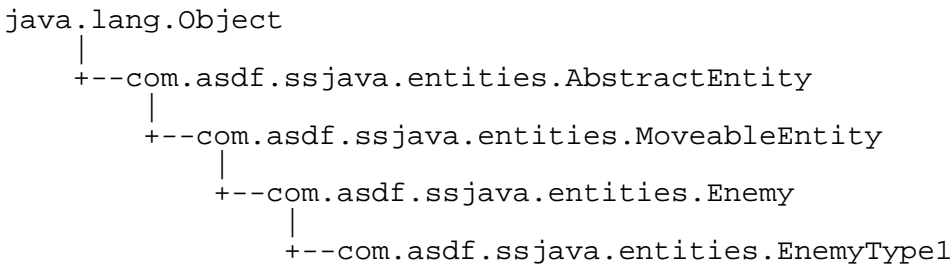 java.lang.Object
|
+--com.asdf.ssjava.entities.AbstractEntity
|
+--com.asdf.ssjava.entities.MoveableEntity
|
+--com.asdf.ssjava.entities.Enemy
|
+--com.asdf.ssjava.entities.EnemyType1